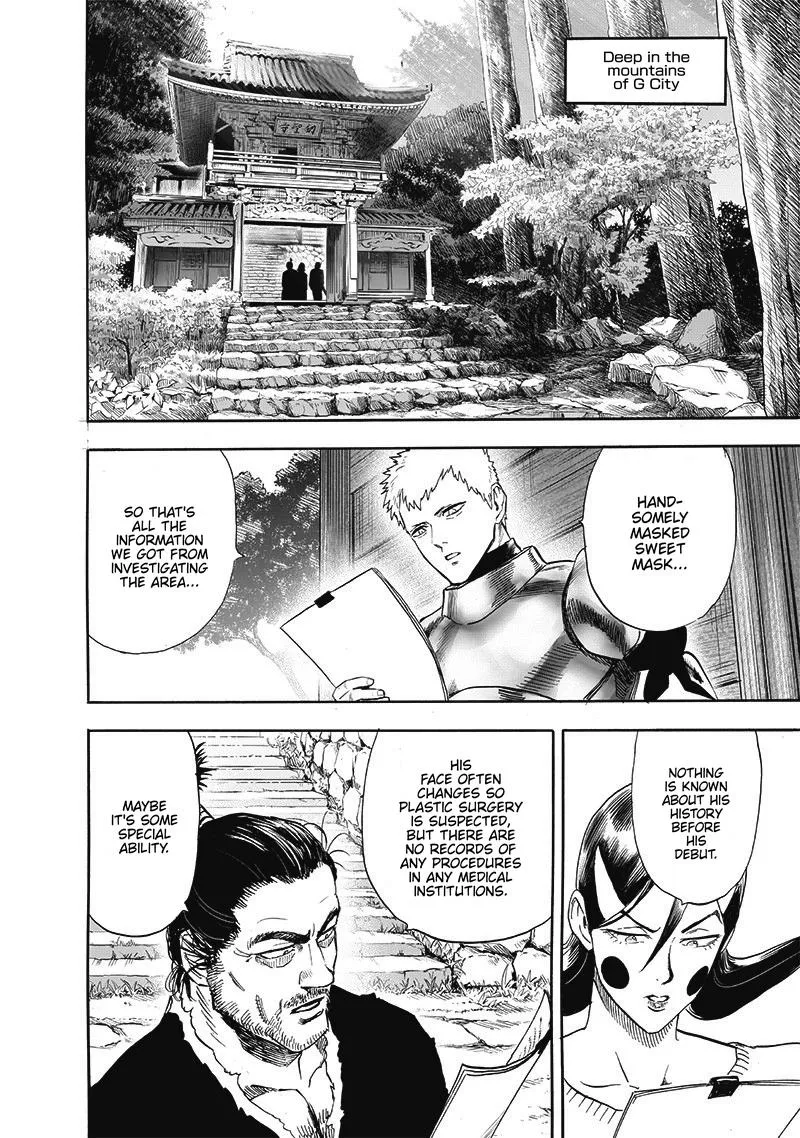 Deep in the
mountains
of G City
HAND-
SOMELY
MASKED
SWEET
MASK...
SO THAT'S
ALL THE
INFORMATION
WE GOT FROM
INVESTIGATING
THE AREA...
NOTHING
IS KNOWN
ABOUT HIS
HISTORY
BEFORE
HIS
DEBUT.
HIS
FACE OFTEN
CHANGES SO
PLASTIC SURGERY
IS SUSPECTED,
BUT THERE ARE
NO RECORDS OF
ANY PROCEDURES
IN ANY MEDICAL
INSTITUTIONS.
MAYBE
IT'S SOME
SPECIAL
ABILITY.